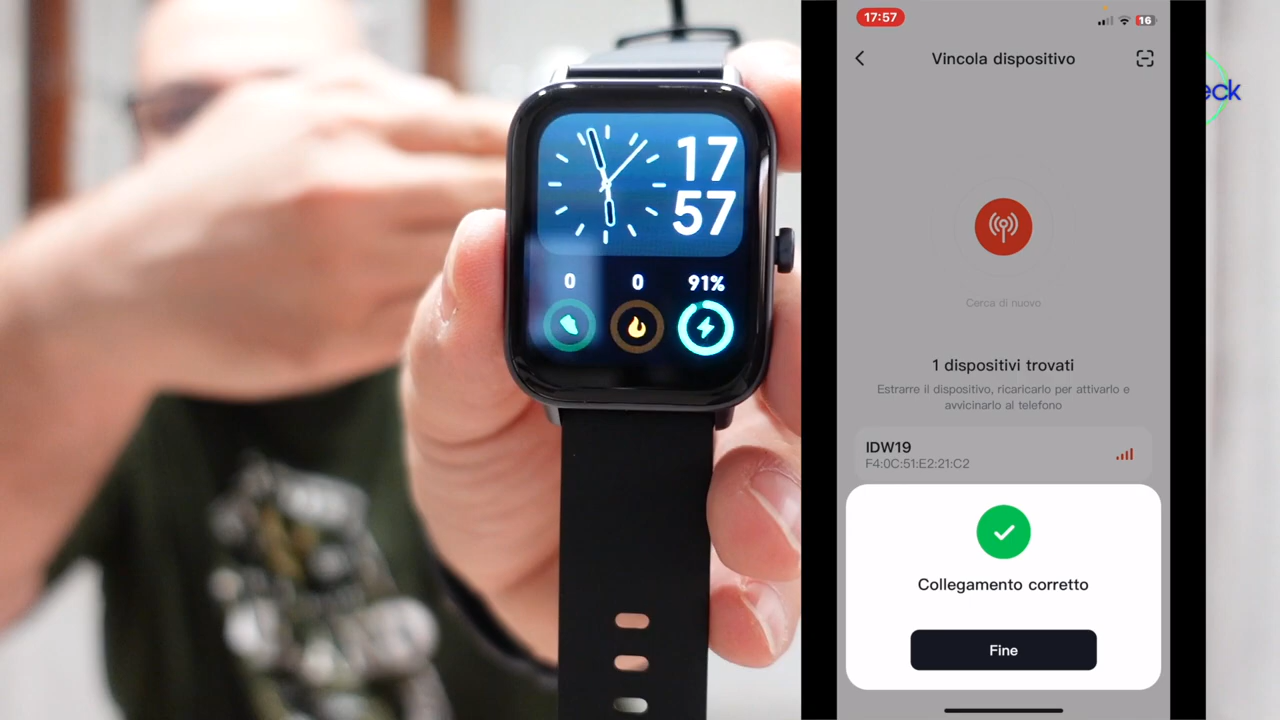 17
57
0 0 91%
17:57
16
Vincola dispositivo
Cerca di nuovo
1 dispositivi trovati
Estrarre il dispositivo, ricaricarlo per attivarlo e
avvicinarlo al telefono
IDW19
F4:0C:51:E2:21:C2
Collegamento corretto
Fine
eck